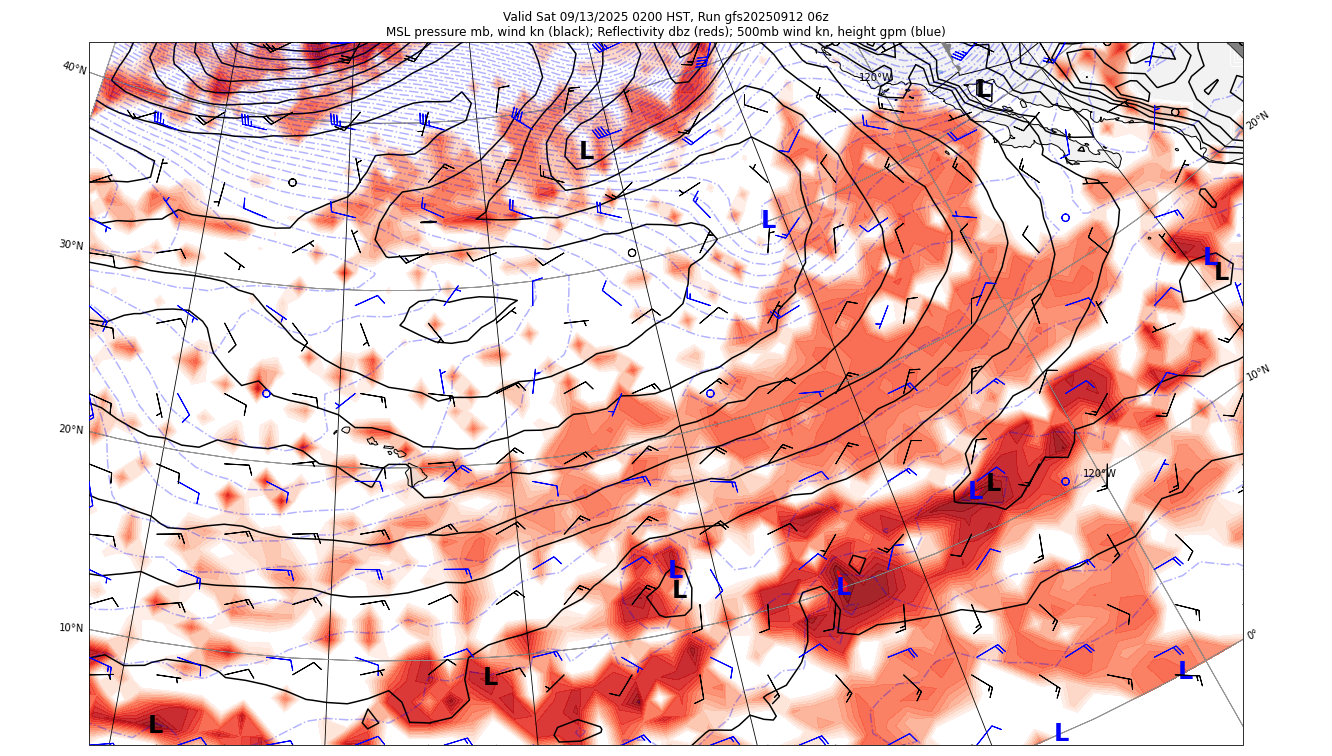 Valid Sat 09/13/2025 0200 HST, Run gfs20250912 06z
MSL pressure mb, wind kn (black); Reflectivity dbz (reds); 500mb wind kn, height gpm (blue)
40°N
120°W
L
20°N
L
30°N
L
L
L
10°N
20°N
120°W
L
L
L
L
L
10°N
0°
L
L
L
L